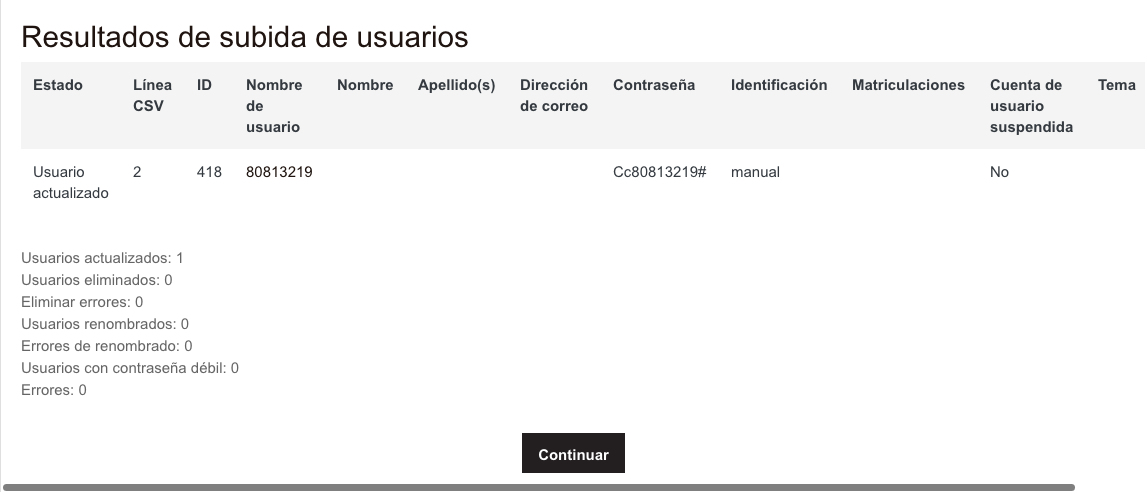 Resultados de subida de usuarios
Estado Línea CSV ID Nombre de usuario Nombre Apellido(s) Dirección de correo Contraseña Identificación Matriculaciones Cuenta de usuario suspendida Tema
Usuario actualizado 2 418 80813219 Cc80813219# manual No
Usuarios actualizados: 1
Usuarios eliminados: 0
Eliminar errores: 0
Usuarios renombrados: 0
Errores de renombrado: 0
Usuarios con contraseña débil: 0
Errores: 0
Continuar